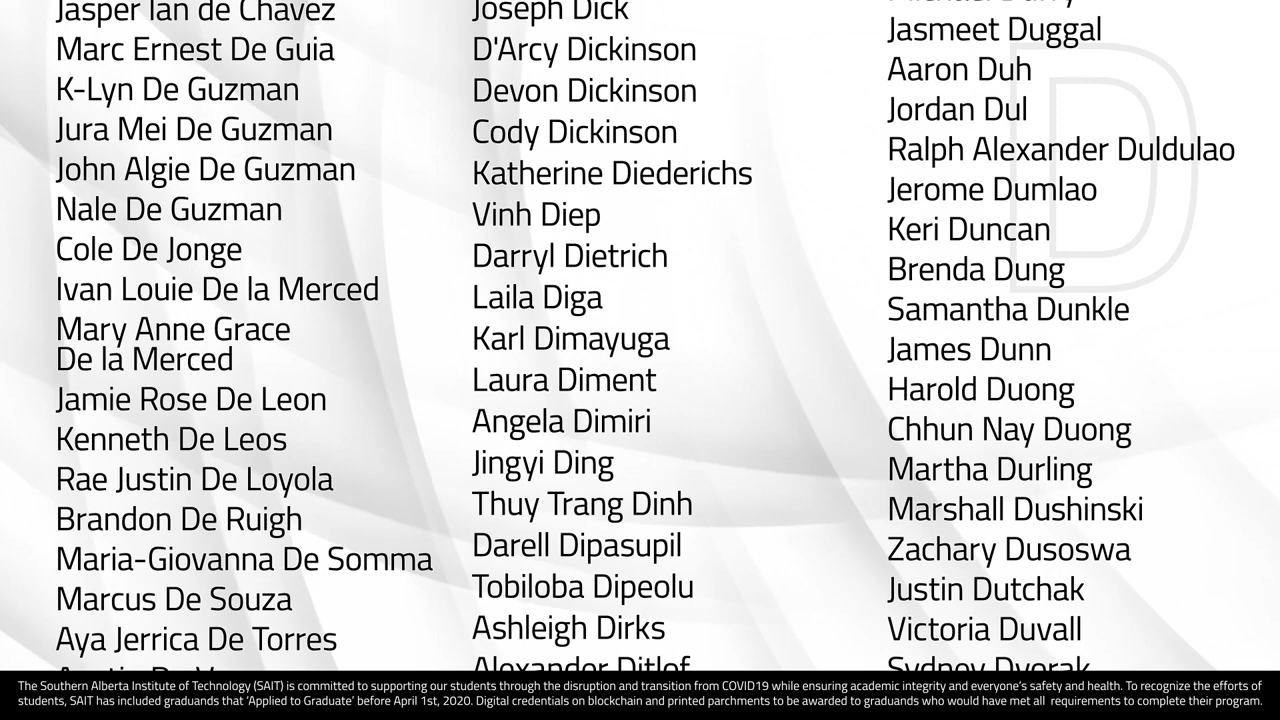 Jasper Ian de Chavez
Marc Ernest De Guia
K-Lyn De Guzman
Jura Mei De Guzman
John Algie De Guzman
Nale De Guzman
Cole De Jonge
Ivan Louie De la Merced
Mary Anne Grace
De la Merced
Jamie Rose De Leon
Kenneth De Leos
Rae Justin De Loyola
Brandon De Ruigh
Maria-Giovanna De Somma
Marcus De Souza
Aya Jerrica De Torres
Joseph Dick
D'Arcy Dickinson
Devon Dickinson
Cody Dickinson
Katherine Diederichs
Vinh Diep
Darryl Dietrich
Laila Diga
Karl Dimayuga
Laura Diment
Angela Dimiri
Jingyi Ding
Thuy Trang Dinh
Darell Dipasupil
Tobiloba Dipeolu
Ashleigh Dirks
Alexander Ditlof
Jasmeet Duggal
Aaron Duh
Jordan Dul
Ralph Alexander Duldulao
Jerome Dumlao
Keri Duncan
Brenda Dung
Samantha Dunkle
James Dunn
Harold Duong
Chhun Nay Duong
Martha Durling
Marshall Dushinski
Zachary Dusoswa
Justin Dutchak
Victoria Duvall
Sydney Dvorak
D
The Southern Alberta Institute of Technology (SAIT) is committed to supporting our students through the disruption and transition from COVID19 while ensuring academic integrity and everyone's safety and health. To recognize the efforts of
students, SAIT has included graduands that 'Applied to Graduate' before April 1st, 2020. Digital credentials on blockchain and printed parchments to be awarded to graduands who would have met all requirements to complete their program.